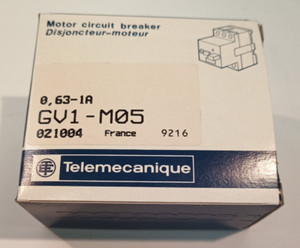 Motor circuit breaker
Disjoncteur-moteur
0,63-1A
GV1-M05
021004 France 9216
Telemecanique